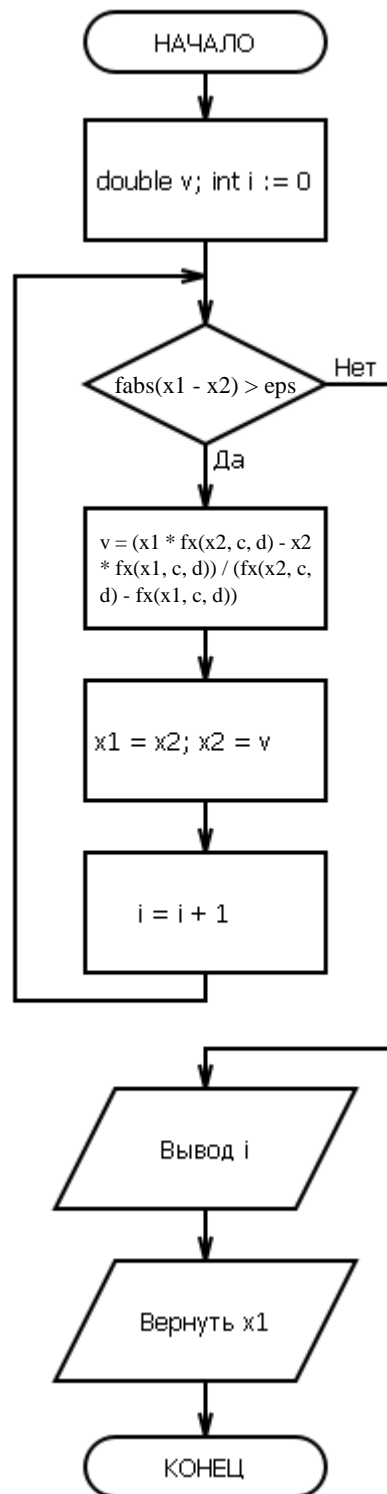 НАЧАЛО
double v; int i := 0
fabs(x1 - x2) > eps
Нет
Да
v = (x1 * fx(x2, c, d) - x2
* fx(x1, c, d)) / (fx(x2, c,
d) - fx(x1, c, d))
x1 = x2; x2 = v
i = i + 1
Вывод i
Вернуть x1
КОНЕЦ